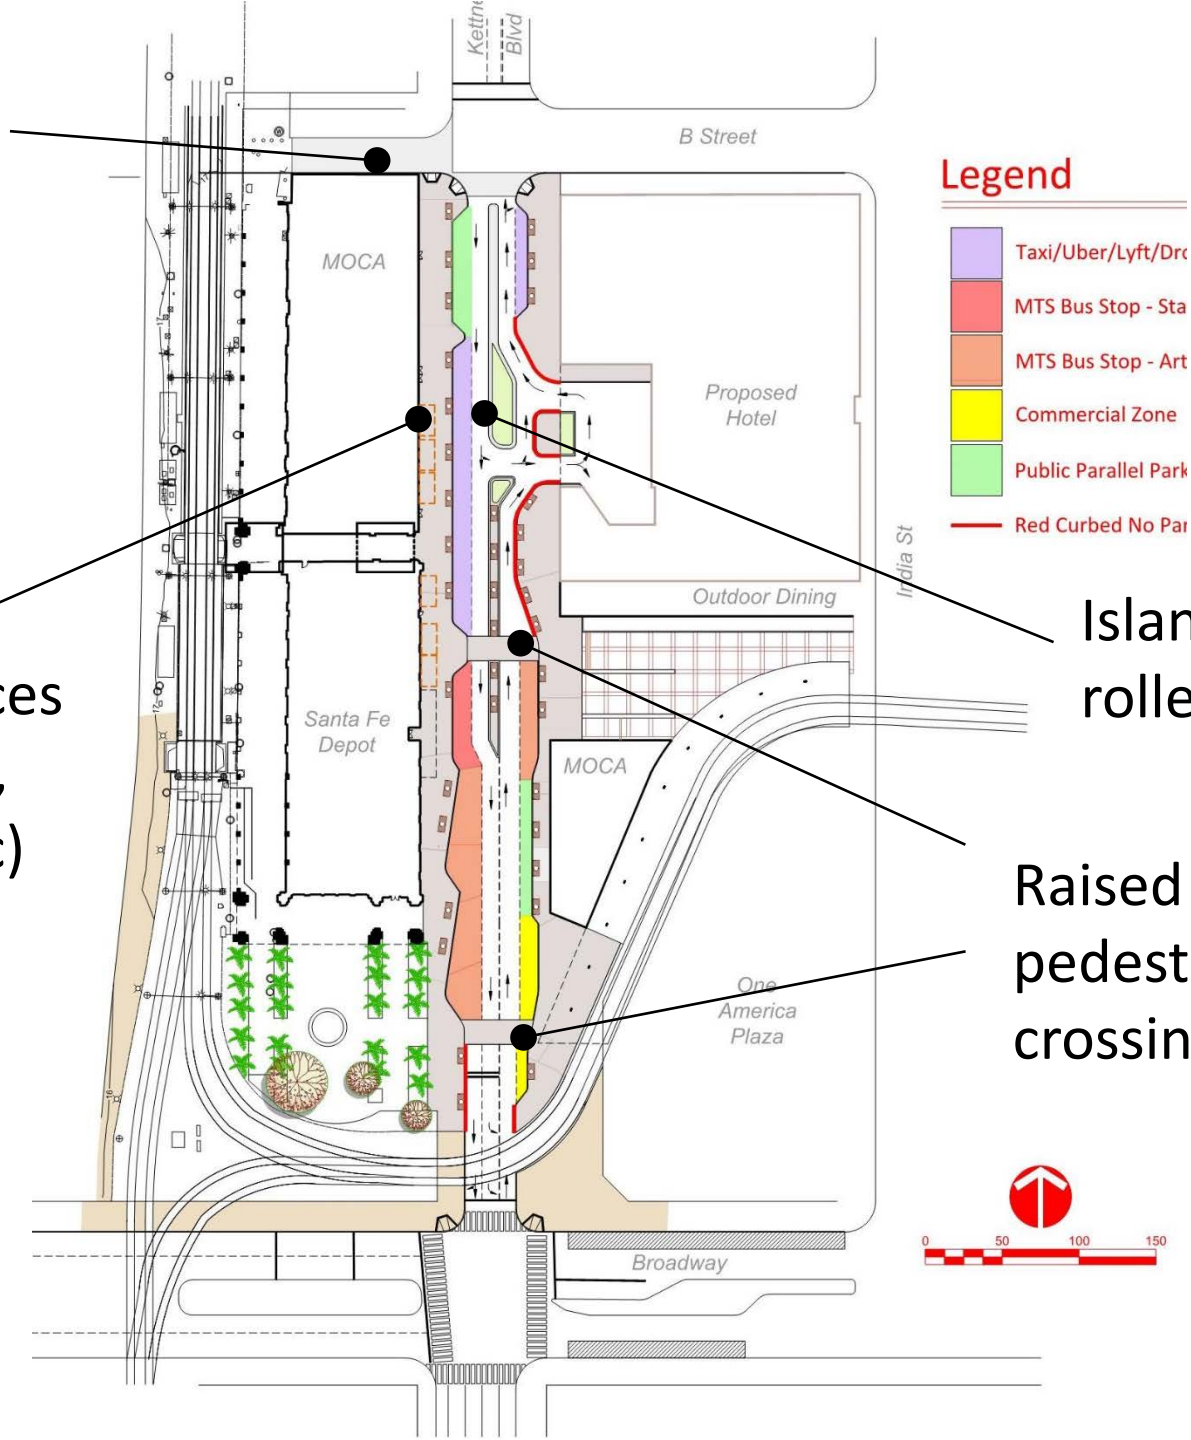 Kettne
Blvd
B Street
Legend
MOCA
Taxi/Uber/Lyft/Dro
MTS Bus Stop - Sta
MTS Bus Stop - Art
Commercial Zone
Public Parallel Park
Red Curbed No Par
Proposed
Hotel
India St
Outdoor Dining
Islan
rolle
ces
Santa Fe
Depot
MOCA
c)
Raised
pedest
crossin
One
America
Plaza
0 50 100 150
Broadway